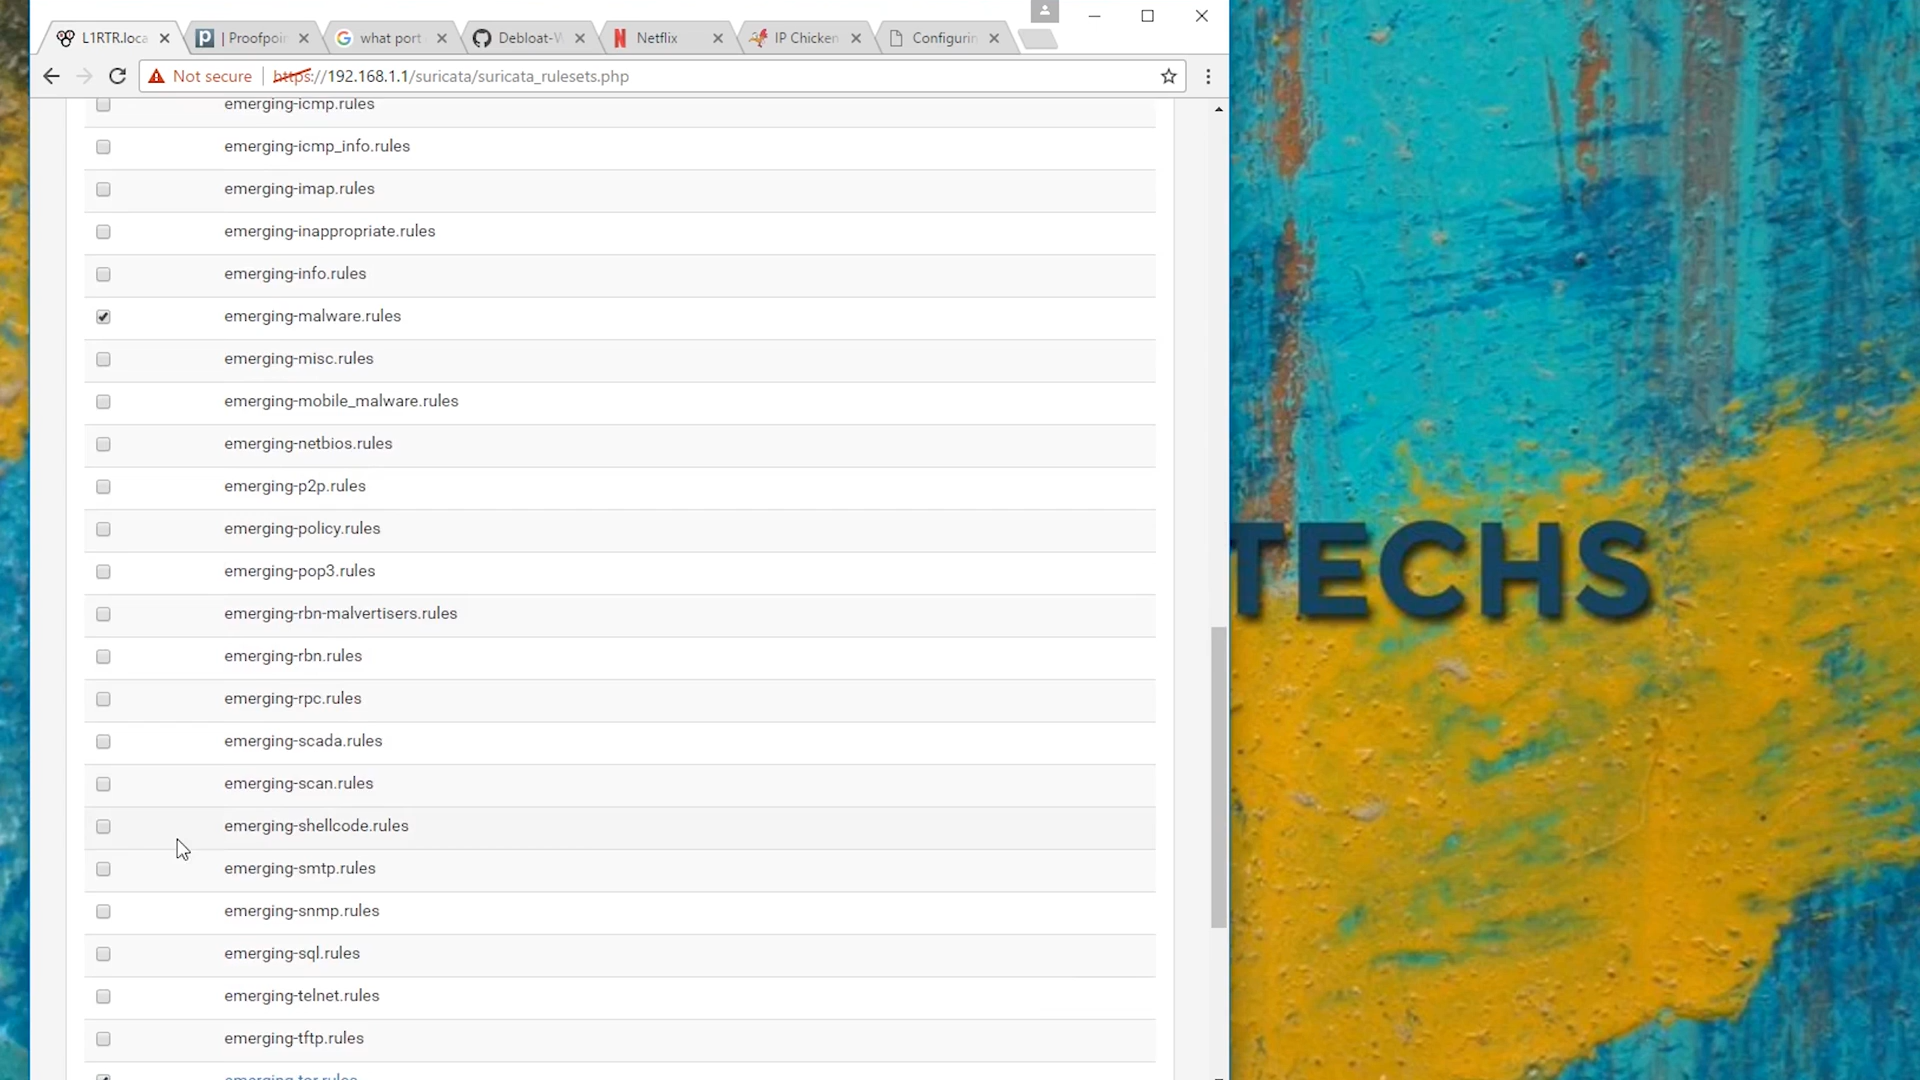 L1RTR.loca
| Proofpoin
what port
Debloat-W
Netflix
IP Chicken
Configurin
Not secure | https://192.168.1.1/suricata/suricata_rulesets.php
emerging-icmp.rules
emerging-icmp_info.rules
emerging-imap.rules
emerging-inappropriate.rules
emerging-info.rules
emerging-malware.rules
emerging-misc.rules
emerging-mobile_malware.rules
emerging-netbios.rules
emerging-p2p.rules
emerging-policy.rules
emerging-pop3.rules
emerging-rbn-malvertisers.rules
emerging-rbn.rules
emerging-rpc.rules
emerging-scada.rules
emerging-scan.rules
emerging-shellcode.rules
emerging-smtp.rules
emerging-snmp.rules
emerging-sql.rules
emerging-telnet.rules
emerging-tftp.rules
emerging-tor.rules
TECHS